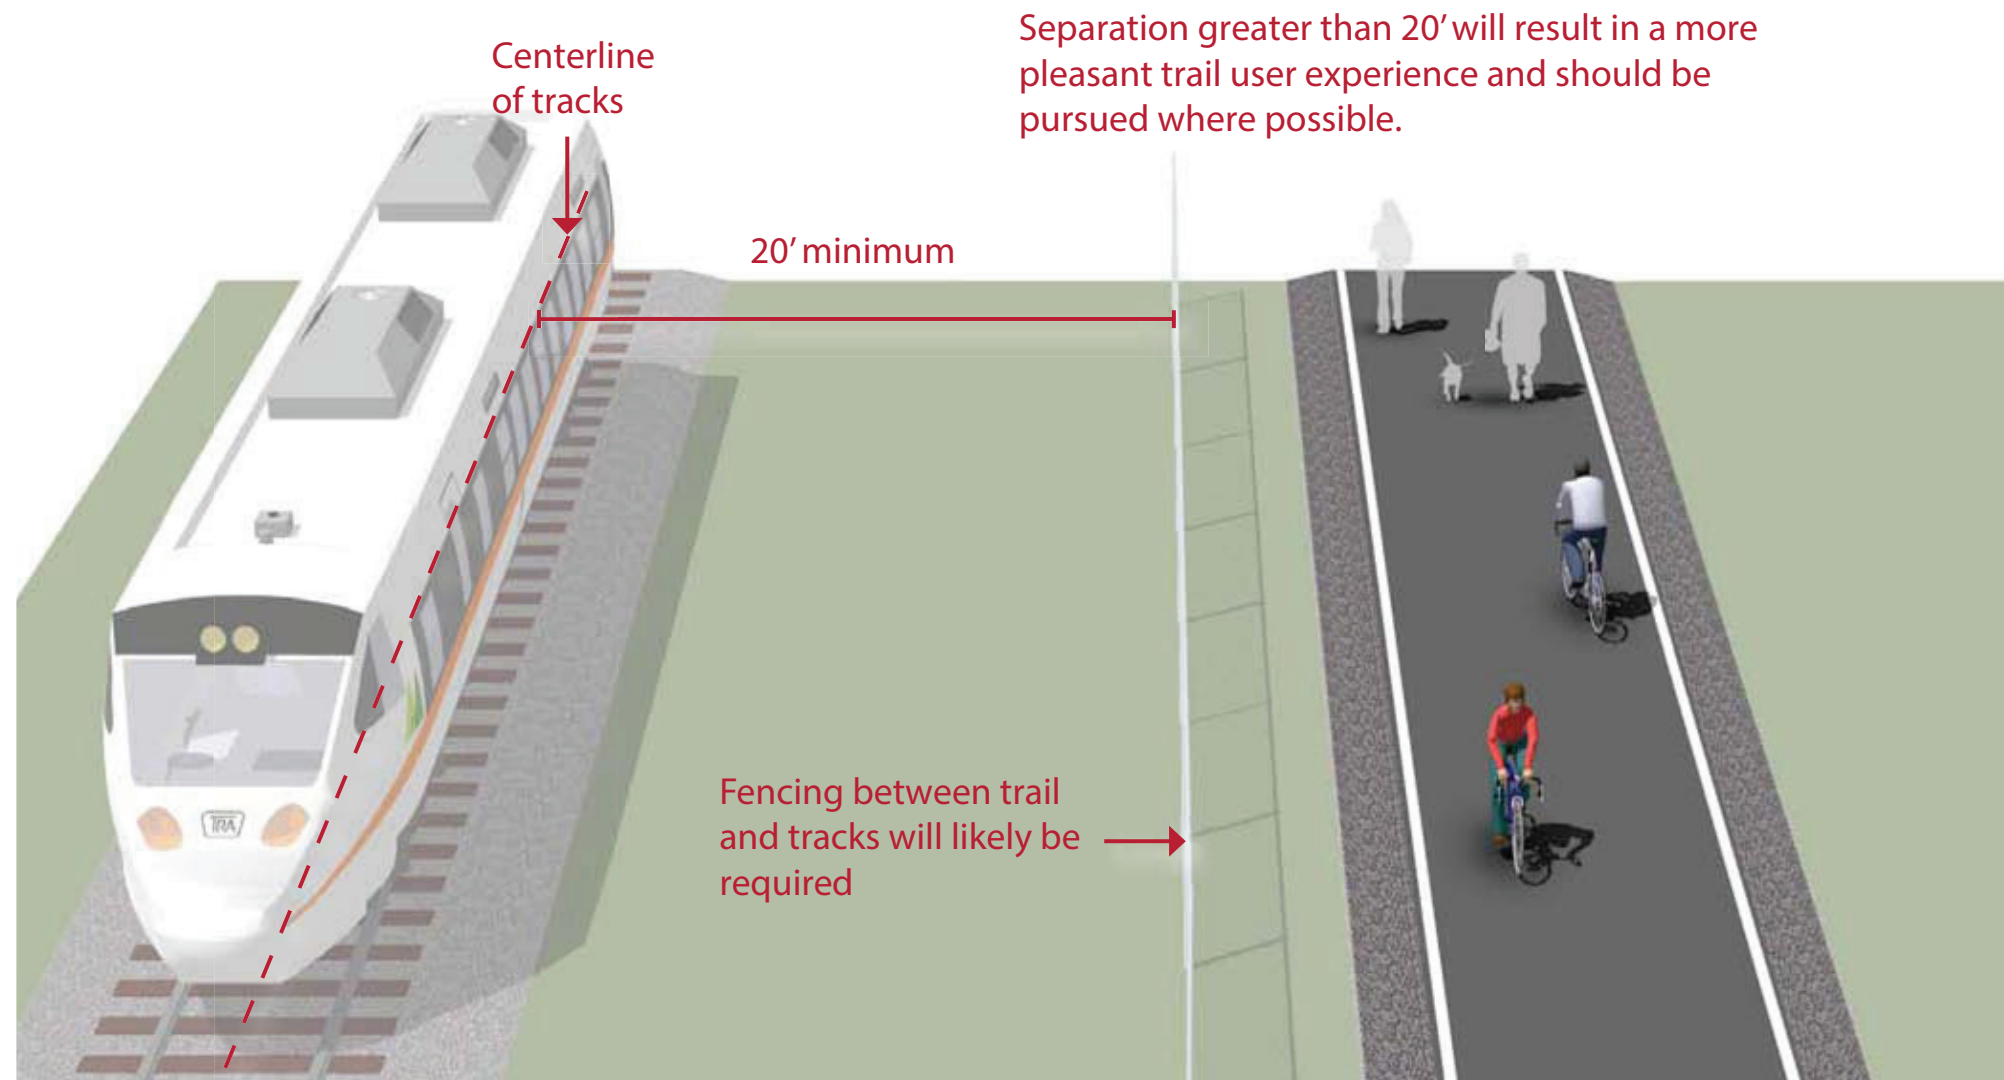 Centerline
of tracks
Separation greater than 20' will result in a more
pleasant trail user experience and should be
pursued where possible.
20' minimum
Fencing between trail
and tracks will likely be
required
TRA